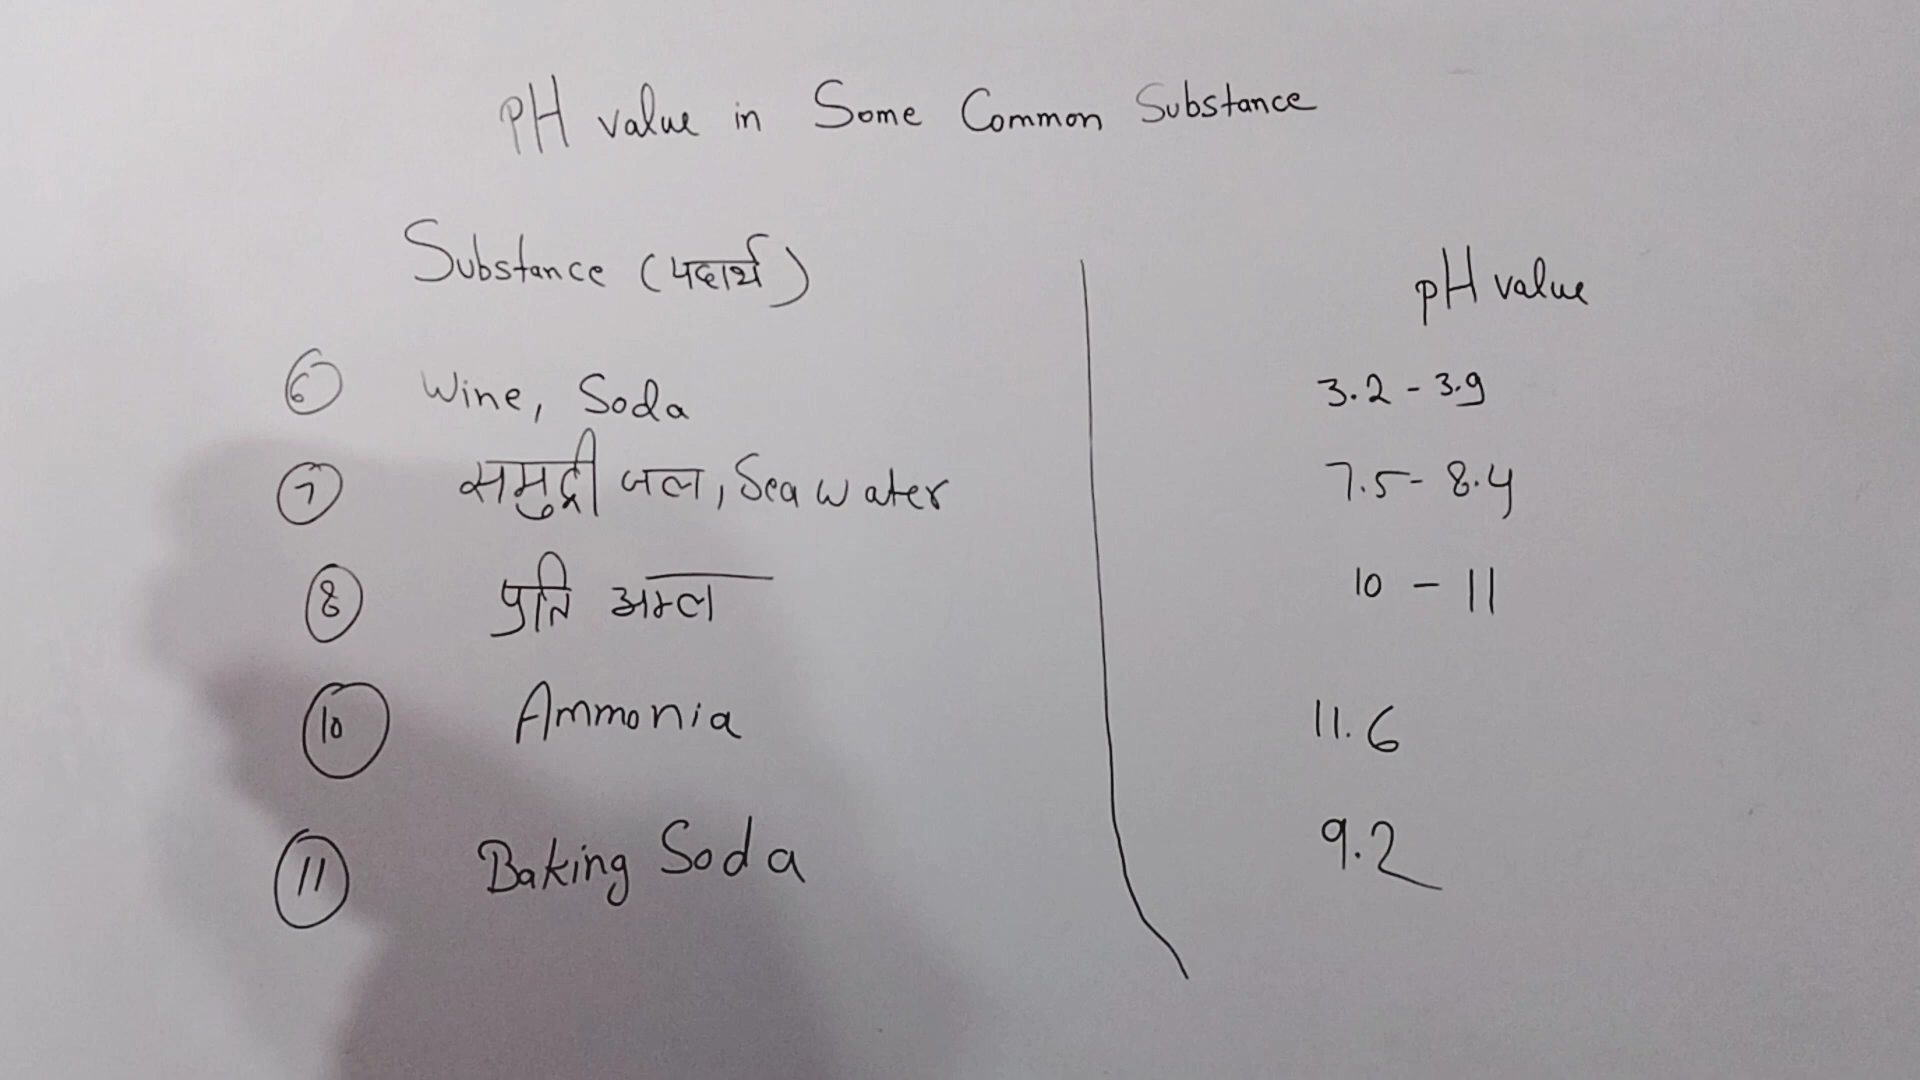 pH value in Some Common Substance
Substance (पदार्थ) pH value
6 Wine, Soda 3.2 - 3.9
7 समुद्री जल, Sea water 7.5 - 8.4
8 प्रति अम्ल 10 - 11
10 Ammonia 11.6
11 Baking Soda 9.2